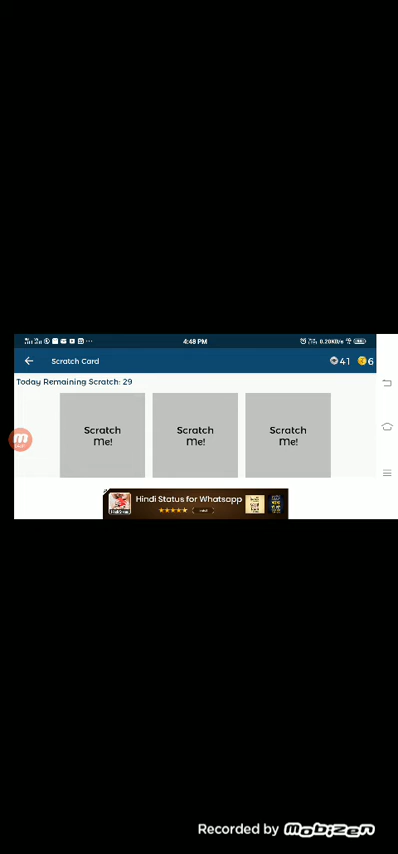 4:48 PM
0.20KB/s
Scratch Card
41
6
Today Remaining Scratch: 29
Scratch
Me!
Scratch
Me!
Scratch
Me!
Hindi Status for Whatsapp
Recorded by Mobizen